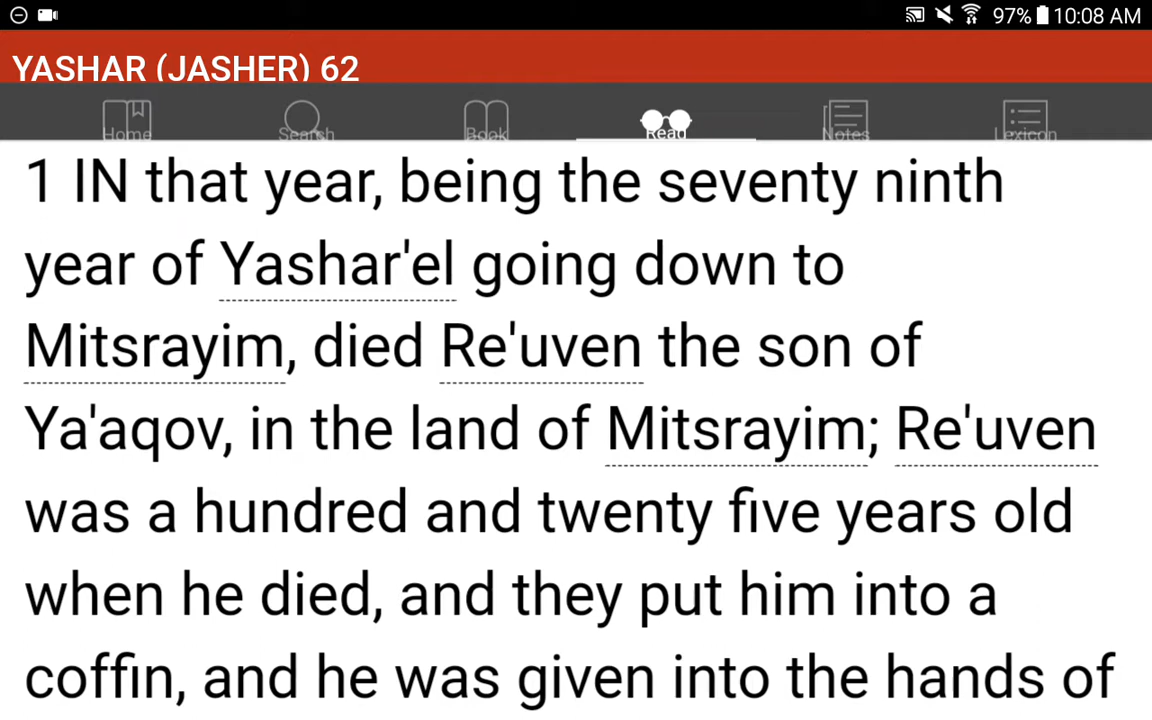 97% 10:08 AM
YASHAR (JASHER) 62
Home Search Book Read Notes Lexicon
1 IN that year, being the seventy ninth
year of Yashar'el going down to
Mitsrayim, died Re'uven the son of
Ya'aqov, in the land of Mitsrayim; Re'uven
was a hundred and twenty five years old
when he died, and they put him into a
coffin, and he was given into the hands of